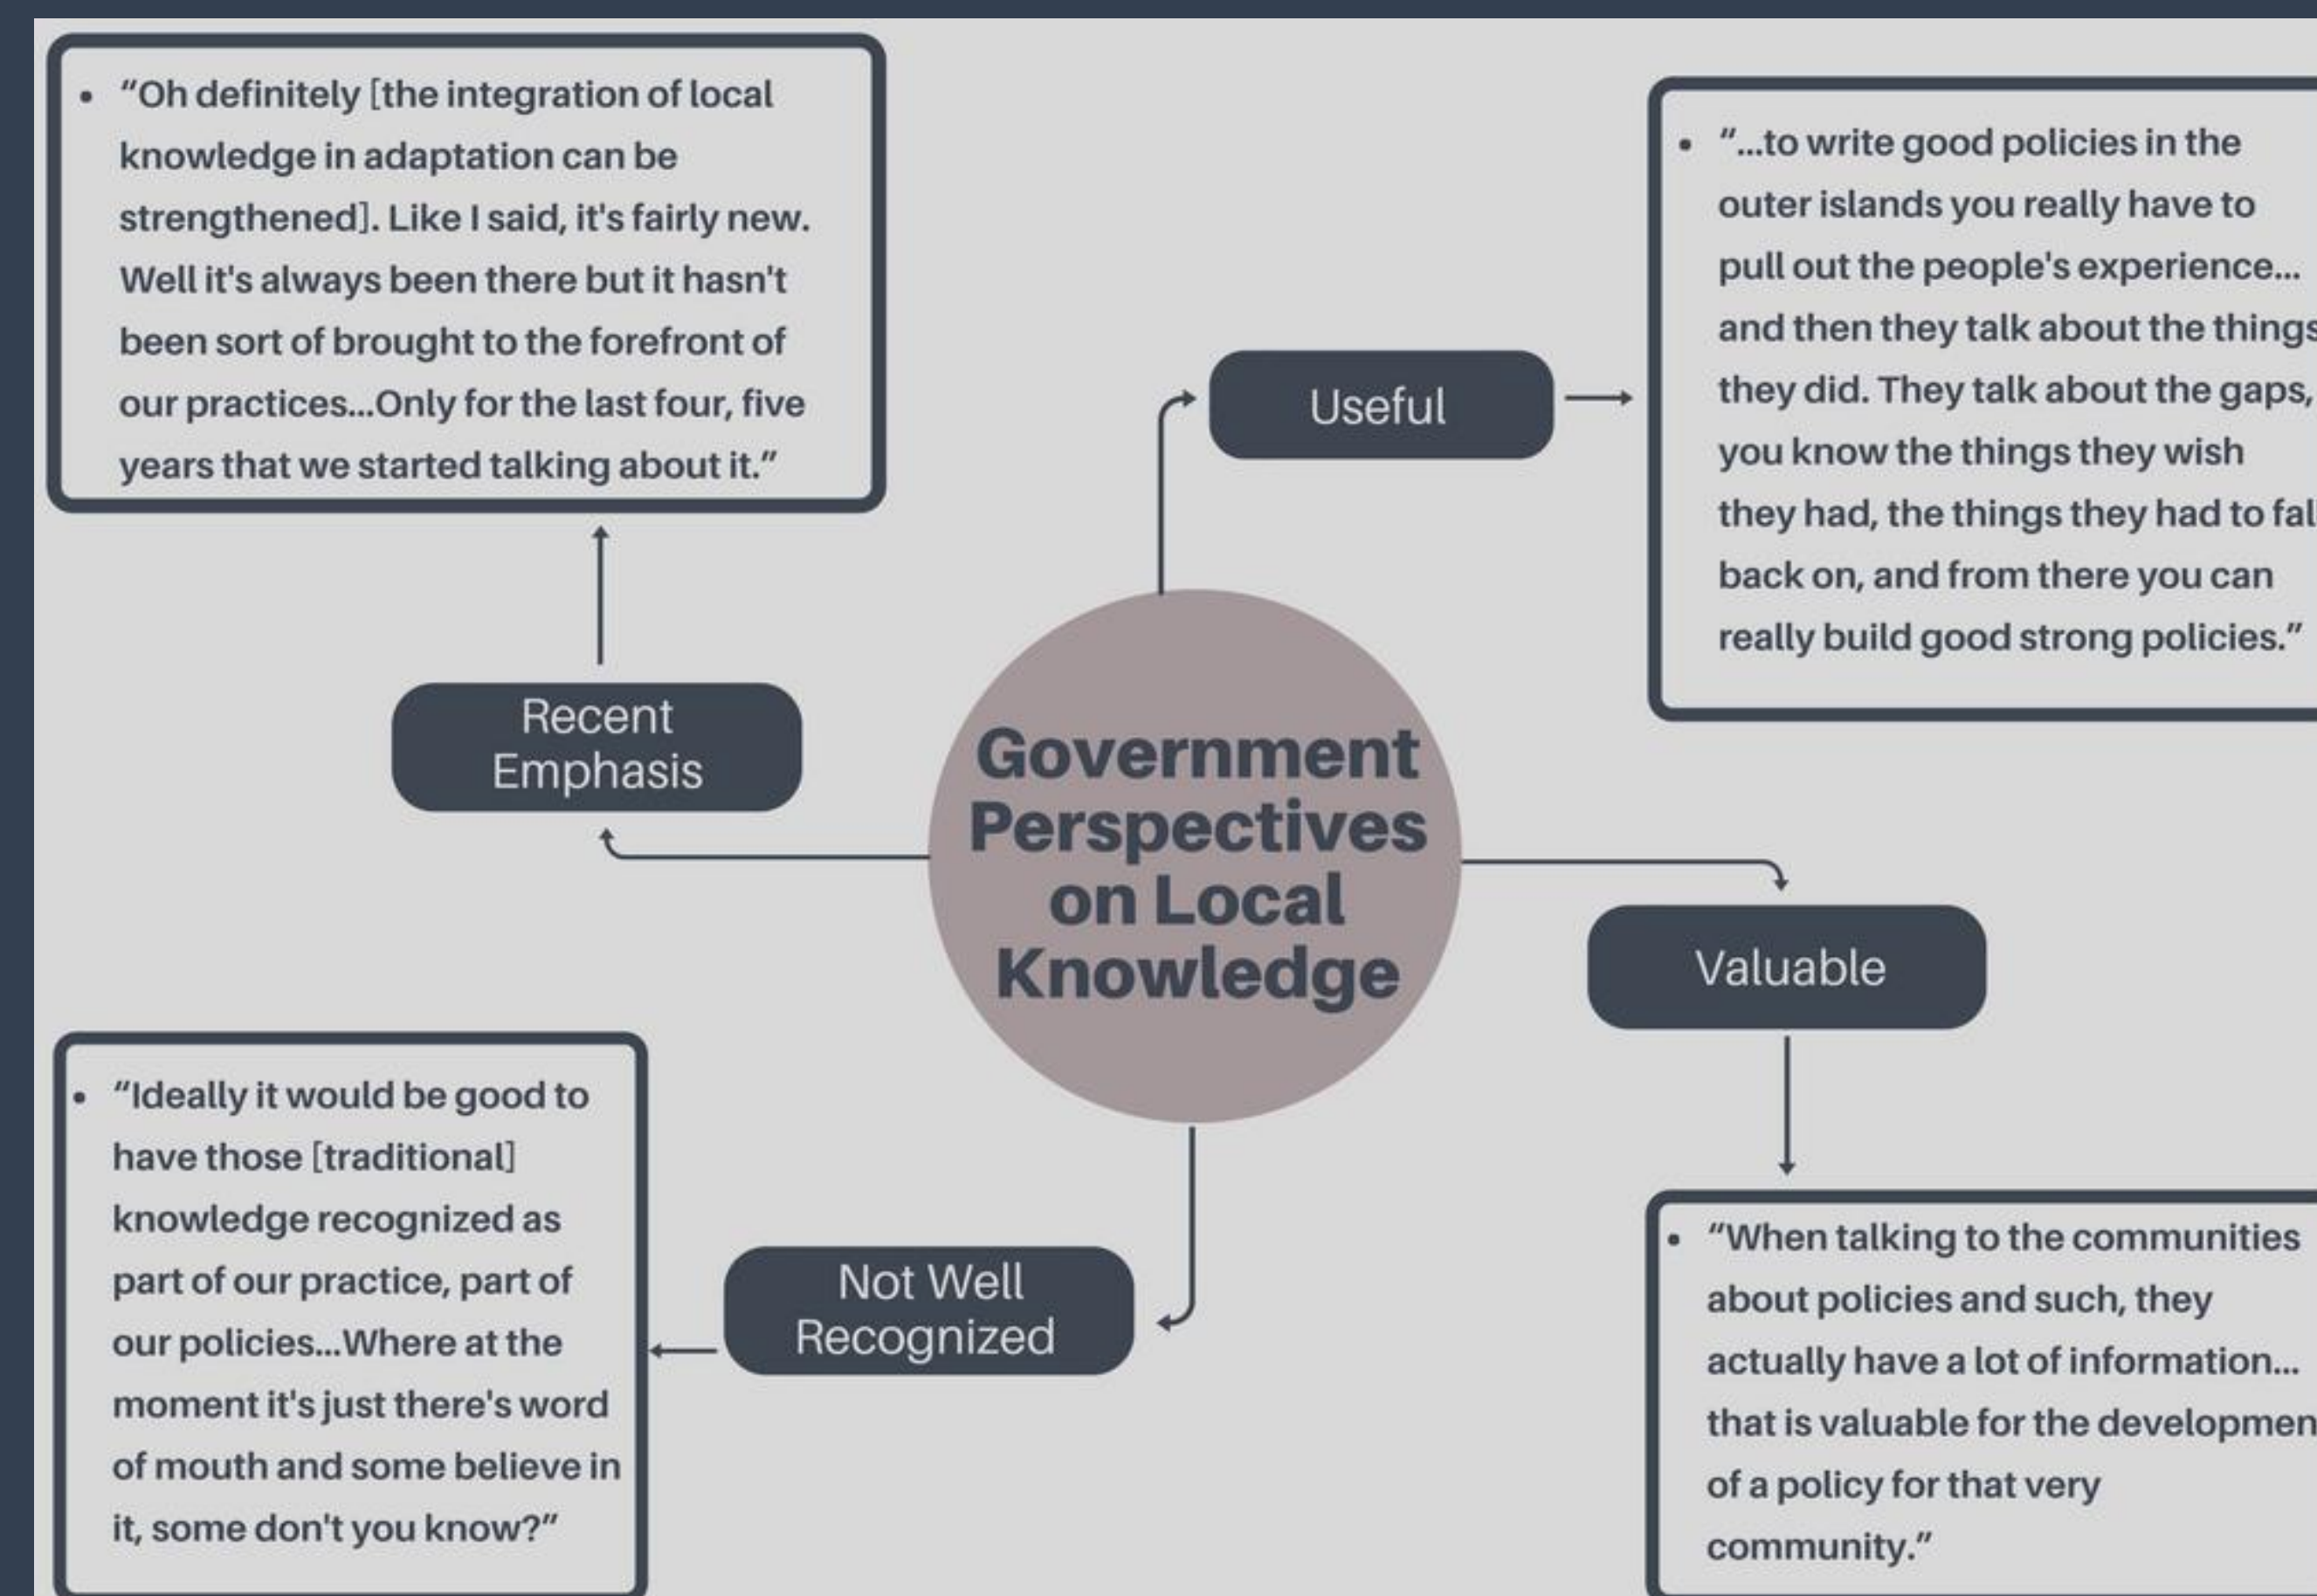 • “Oh definitely [the integration of local
knowledge in adaptation can be
strengthened]. Like I said, it's fairly new.
Well it's always been there but it hasn't
been sort of brought to the forefront of
our practices...Only for the last four, five
years that we started talking about it.”
Recent
Emphasis
Useful
• “...to write good policies in the
outer islands you really have to
pull out the people's experience...
and then they talk about the things
they did. They talk about the gaps,
you know the things they wish
they had, the things they had to fal
back on, and from there you can
really build good strong policies.”
Government
Perspectives
on Local
Knowledge
Valuable
• “When talking to the communities
about policies and such, they
actually have a lot of information...
that is valuable for the developmen
of a policy for that very
community.”
Not Well
Recognized
• “Ideally it would be good to
have those [traditional]
knowledge recognized as
part of our practice, part of
our policies...Where at the
moment it's just there's word
of mouth and some believe in
it, some don't you know?”